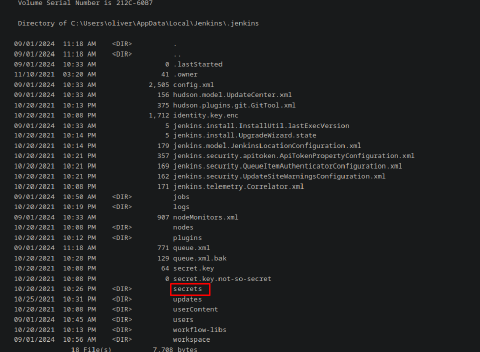 Volume Serial Number is 212C-6087
Directory of C:\Users\oliver\AppData\Local\Jenkins\.jenkins
09/01/2024 11:18 AM <DIR> .
09/01/2024 11:18 AM <DIR> ..
09/01/2024 10:33 AM 0 .lastStarted
11/10/2021 03:20 AM 41 .owner
09/01/2024 10:33 AM 2,505 config.xml
09/01/2024 10:33 AM 156 hudson.model.UpdateCenter.xml
10/20/2021 10:13 PM 375 hudson.plugins.git.GitTool.xml
10/20/2021 10:08 PM 1,712 identity.key.enc
09/01/2024 10:33 AM 5 jenkins.install.InstallUtil.lastExecVersion
10/20/2021 10:14 PM 5 jenkins.install.UpgradeWizard.state
10/20/2021 10:14 PM 179 jenkins.model.JenkinsLocationConfiguration.xml
10/20/2021 10:21 PM 357 jenkins.security.apitoken.ApiTokenPropertyConfiguration.xml
10/20/2021 10:21 PM 169 jenkins.security.QueueItemAuthenticatorConfiguration.xml
10/20/2021 10:21 PM 162 jenkins.security.UpdateSiteWarningsConfiguration.xml
10/20/2021 10:08 PM 171 jenkins.telemetry.Correlator.xml
09/01/2024 10:50 AM <DIR> jobs
10/20/2021 10:19 PM <DIR> logs
09/01/2024 10:33 AM 907 nodeMonitors.xml
10/20/2021 10:08 PM <DIR> nodes
10/20/2021 10:12 PM <DIR> plugins
09/01/2024 11:18 AM 771 queue.xml
10/20/2021 10:28 PM 129 queue.xml.bak
10/20/2021 10:08 PM 64 secret.key
10/20/2021 10:08 PM 0 secret.key.not-so-secret
10/20/2021 10:26 PM <DIR> secrets
10/25/2021 10:31 PM <DIR> updates
10/20/2021 10:08 PM <DIR> userContent
09/01/2024 10:45 AM <DIR> users
10/20/2021 10:13 PM <DIR> workflow-libs
09/01/2024 10:56 AM <DIR> workspace
18 File(s) 7,708 bytes